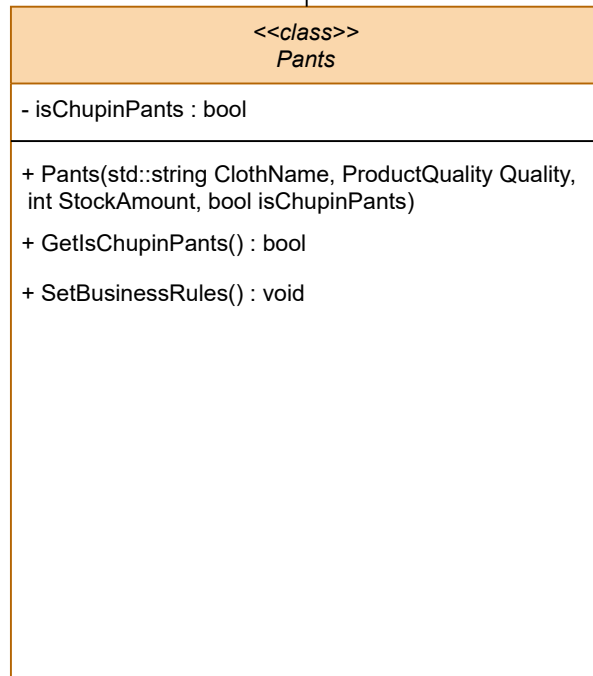 <<class>>
Pants
- isChupinPants : bool
+ Pants(std::string ClothName, ProductQuality Quality,
int StockAmount, bool isChupinPants)
+ GetIsChupinPants() : bool
+ SetBusinessRules() : void